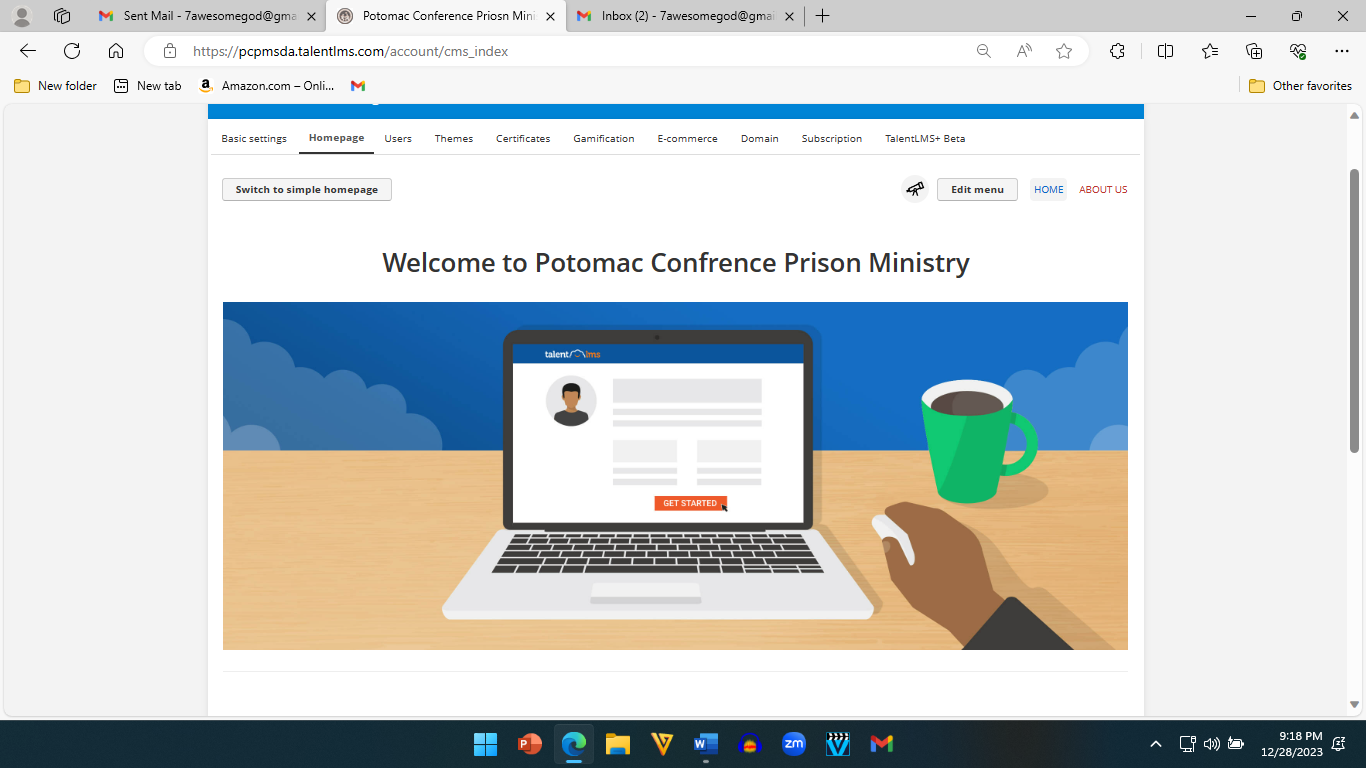 Sent Mail - 7awesomegod@gma
Potomac Conference Priosn Mini
Inbox (2) - 7awesomegod@gmai
https://pcpmsda.talentlms.com/account/cms_index
New folder
New tab
Amazon.com – Onli...
Other favorites
Basic settings Homepage Users Themes Certificates Gamification E-commerce Domain Subscription TalentLMS+ Beta
Switch to simple homepage
Edit menu
HOME
ABOUT US
Welcome to Potomac Confrence Prison Ministry
talentlms
GET STARTED
zm
9:18 PM
12/28/2023